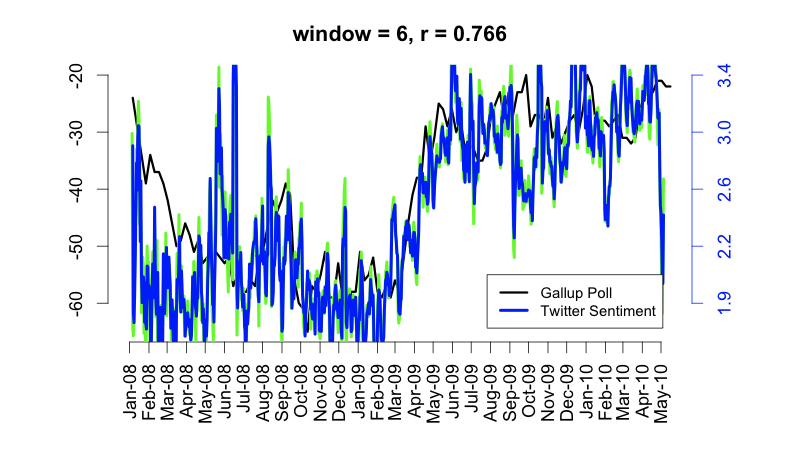 window = 6, r = 0.766
-20
-30
-40
-50
-60
3.4
3.0
2.6
2.2
1.9
Gallup Poll
Twitter Sentiment
Jan-08
Feb-08
Mar-08
Apr-08
May-08
Jun-08
Jul-08
Aug-08
Sep-08
Oct-08
Nov-08
Dec-08
Jan-09
Feb-09
Mar-09
Apr-09
May-09
Jun-09
Jul-09
Aug-09
Sep-09
Oct-09
Nov-09
Dec-09
Jan-10
Feb-10
Mar-10
Apr-10
May-10